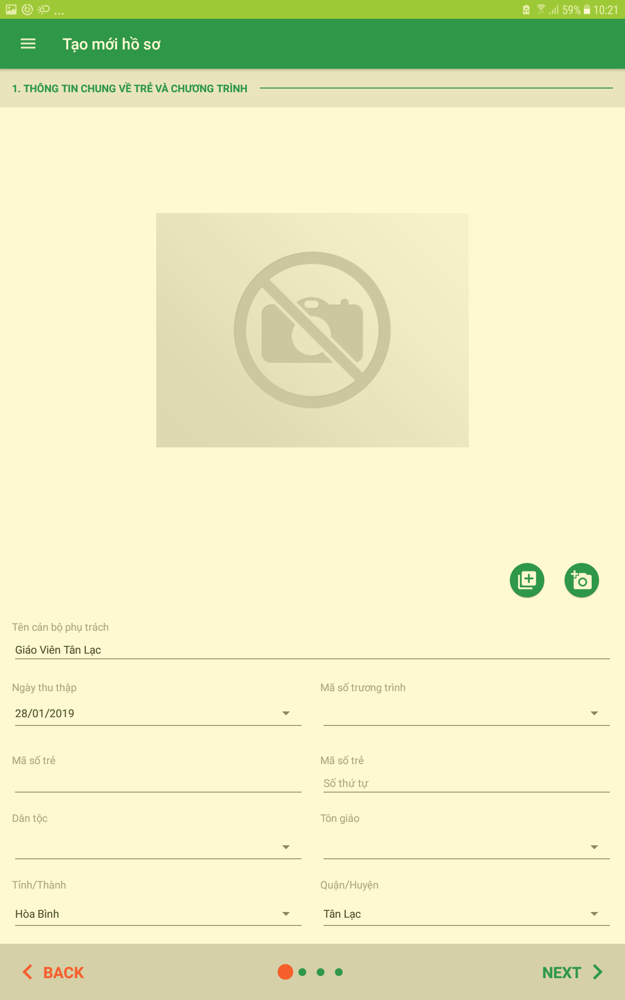 ... 59% 10:21
Tạo mới hồ sơ
1. THÔNG TIN CHUNG VỀ TRẺ VÀ CHƯƠNG TRÌNH
Tên cán bộ phụ trách
Giáo Viên Tân Lạc
Ngày thu thập Mã số trương trình
28/01/2019
Mã số trẻ Mã số trẻ
Số thứ tự
Dân tộc Tôn giáo
Tỉnh/Thành Quận/Huyện
Hòa Bình Tân Lạc
BACK NEXT